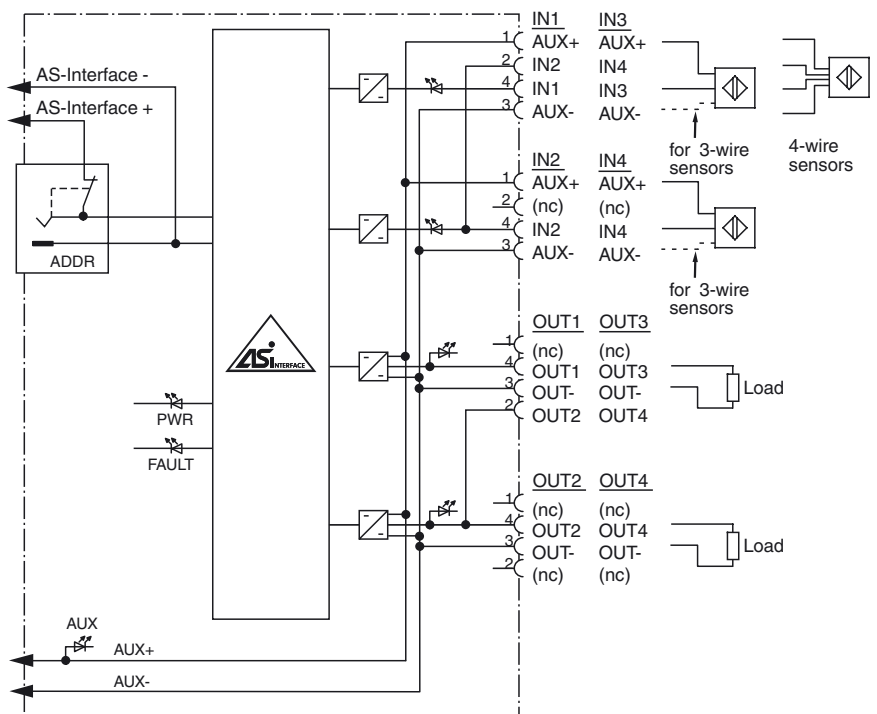 AS-Interface -
AS-Interface +
ADDR
ASi INTERFACE
PWR
FAULT
AUX
AUX+
AUX-
IN1 IN3
1 AUX+ AUX+
2 IN2 IN4
4 IN1 IN3
3 AUX- AUX-
for 3-wire
sensors
4-wire
sensors
IN2 IN4
1 AUX+ AUX+
2 (nc) (nc)
4 IN2 IN4
3 AUX- AUX-
for 3-wire
sensors
OUT1 OUT3
1 (nc) (nc)
4 OUT1 OUT3
3 OUT- OUT-
2 OUT2 OUT4
Load
OUT2 OUT4
1 (nc) (nc)
4 OUT2 OUT4
3 OUT- OUT-
2 (nc) (nc)
Load